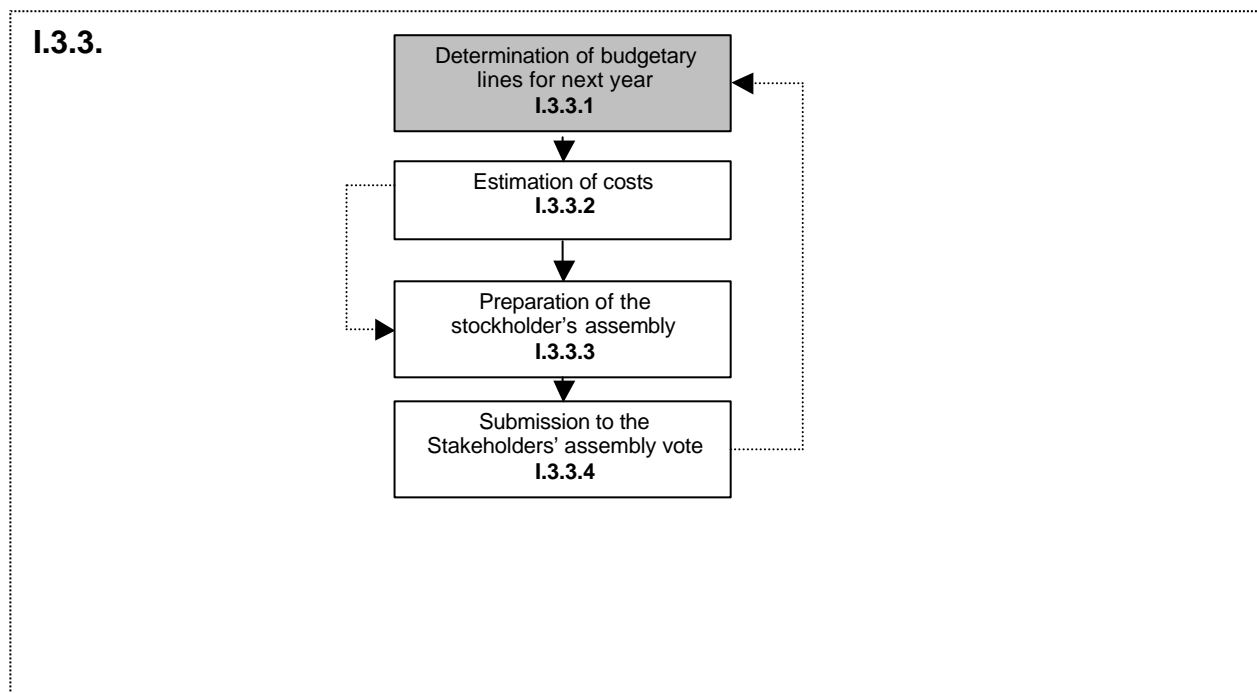 I.3.3.
Determination of budgetary
lines for next year
I.3.3.1
Estimation of costs
I.3.3.2
Preparation of the
stockholder’s assembly
I.3.3.3
Submission to the
Stakeholders’ assembly vote
I.3.3.4